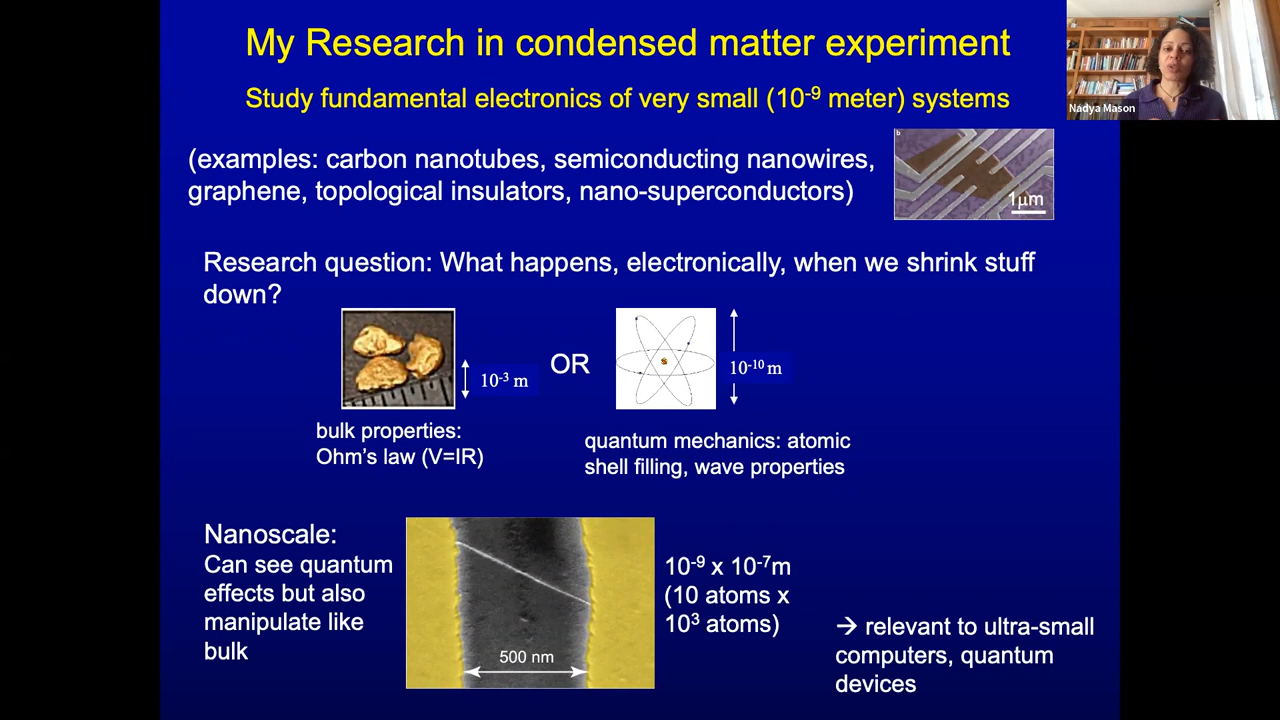 My Research in condensed matter experiment
Study fundamental electronics of very small (10⁻⁹ meter) systems
Nadya Mason
(examples: carbon nanotubes, semiconducting nanowires,
graphene, topological insulators, nano-superconductors)
b
1μm
Research question: What happens, electronically, when we shrink stuff
down?
10⁻³ m
OR
10⁻¹⁰ m
bulk properties:
Ohm's law (V=IR)
quantum mechanics: atomic
shell filling, wave properties
Nanoscale:
Can see quantum
effects but also
manipulate like
bulk
500 nm
10⁻⁹ x 10⁻⁷m
(10 atoms x
10³ atoms)
→ relevant to ultra-small
computers, quantum
devices